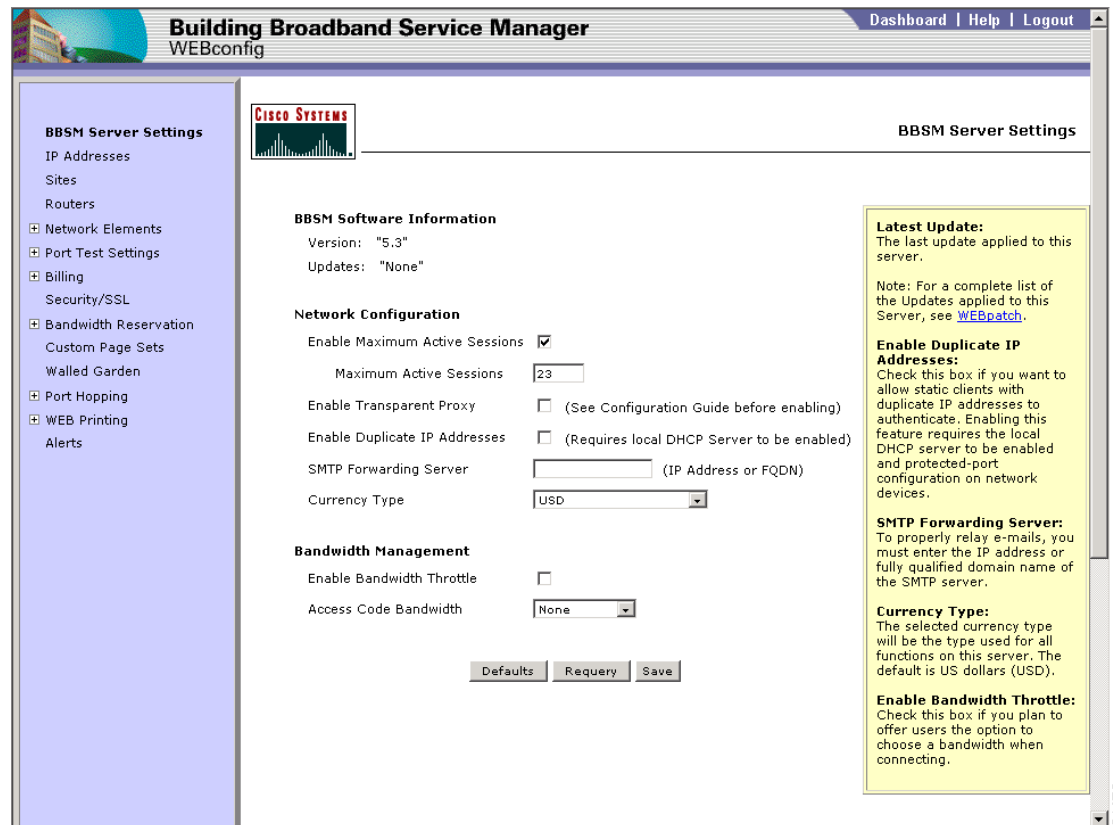 Building Broadband Service Manager
WEBconfig
Dashboard | Help | Logout
BBSM Server Settings
IP Addresses
Sites
Routers
Network Elements
Port Test Settings
Billing
Security/SSL
Bandwidth Reservation
Custom Page Sets
Walled Garden
Port Hopping
WEB Printing
Alerts
CISCO SYSTEMS
BBSM Server Settings
BBSM Software Information
Version: "5.3"
Updates: "None"
Network Configuration
Enable Maximum Active Sessions
Maximum Active Sessions 23
Enable Transparent Proxy (See Configuration Guide before enabling)
Enable Duplicate IP Addresses (Requires local DHCP Server to be enabled)
SMTP Forwarding Server (IP Address or FQDN)
Currency Type USD
Bandwidth Management
Enable Bandwidth Throttle
Access Code Bandwidth None
Defaults Requery Save
Latest Update:
The last update applied to this
server.
Note: For a complete list of
the Updates applied to this
Server, see WEBpatch.
Enable Duplicate IP
Addresses:
Check this box if you want to
allow static clients with
duplicate IP addresses to
authenticate. Enabling this
feature requires the local
DHCP server to be enabled
and protected-port
configuration on network
devices.
SMTP Forwarding Server:
To properly relay e-mails, you
must enter the IP address or
fully qualified domain name of
the SMTP server.
Currency Type:
The selected currency type
will be the type used for all
functions on this server. The
default is US dollars (USD).
Enable Bandwidth Throttle:
Check this box if you plan to
offer users the option to
choose a bandwidth when
connecting.